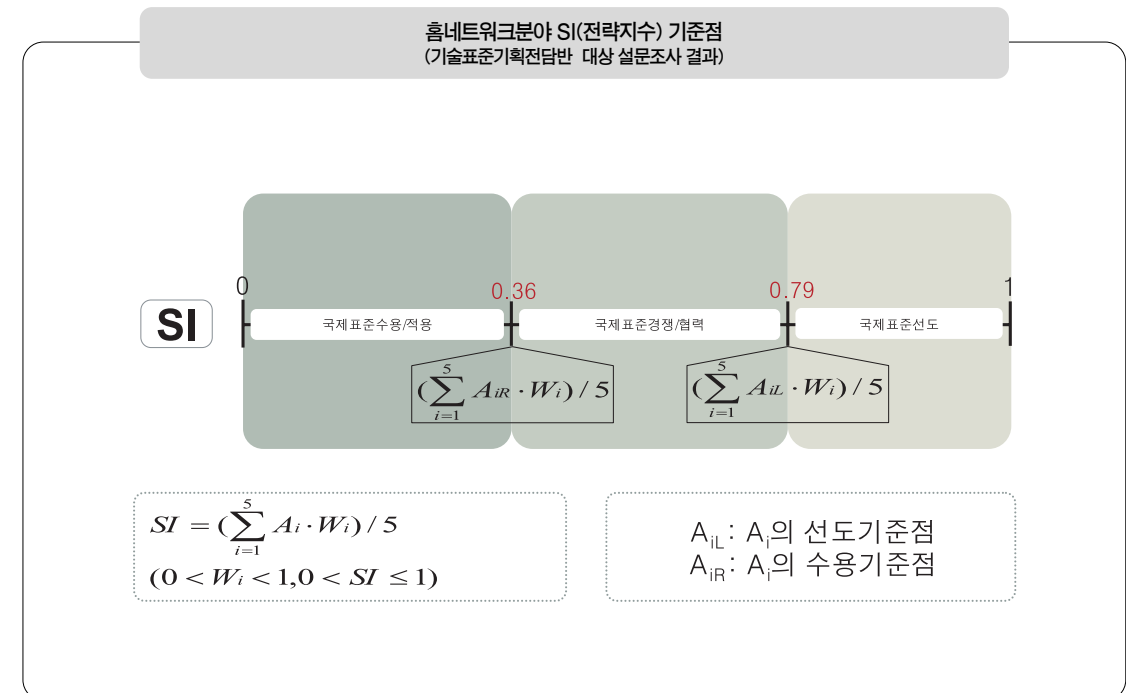 홈네트워크분야 SI(전략지수) 기준점
(기술표준기획전담반 대상 설문조사 결과)
0
0.36
0.79
1
SI
국제표준수용/적용
국제표준경쟁/협력
국제표준선도
(∑_{i=1}^{5} A_{iR} · W_i) / 5
(∑_{i=1}^{5} A_{iL} · W_i) / 5
SI = (∑_{i=1}^{5} A_i · W_i) / 5
(0 < W_i < 1,0 < SI ≤ 1)
A_{iL}: A_i의 선도기준점
A_{iR}: A_i의 수용기준점